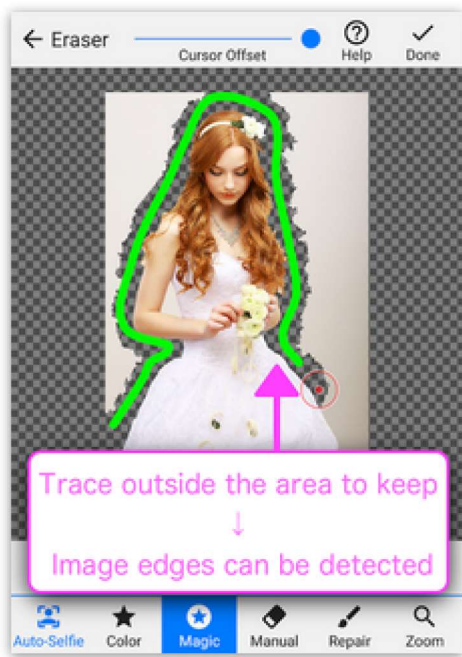 ← Eraser
Cursor Offset
Help
Done
Trace outside the area to keep
↓
Image edges can be detected
Auto-Selfie
Color
Magic
Manual
Repair
Zoom